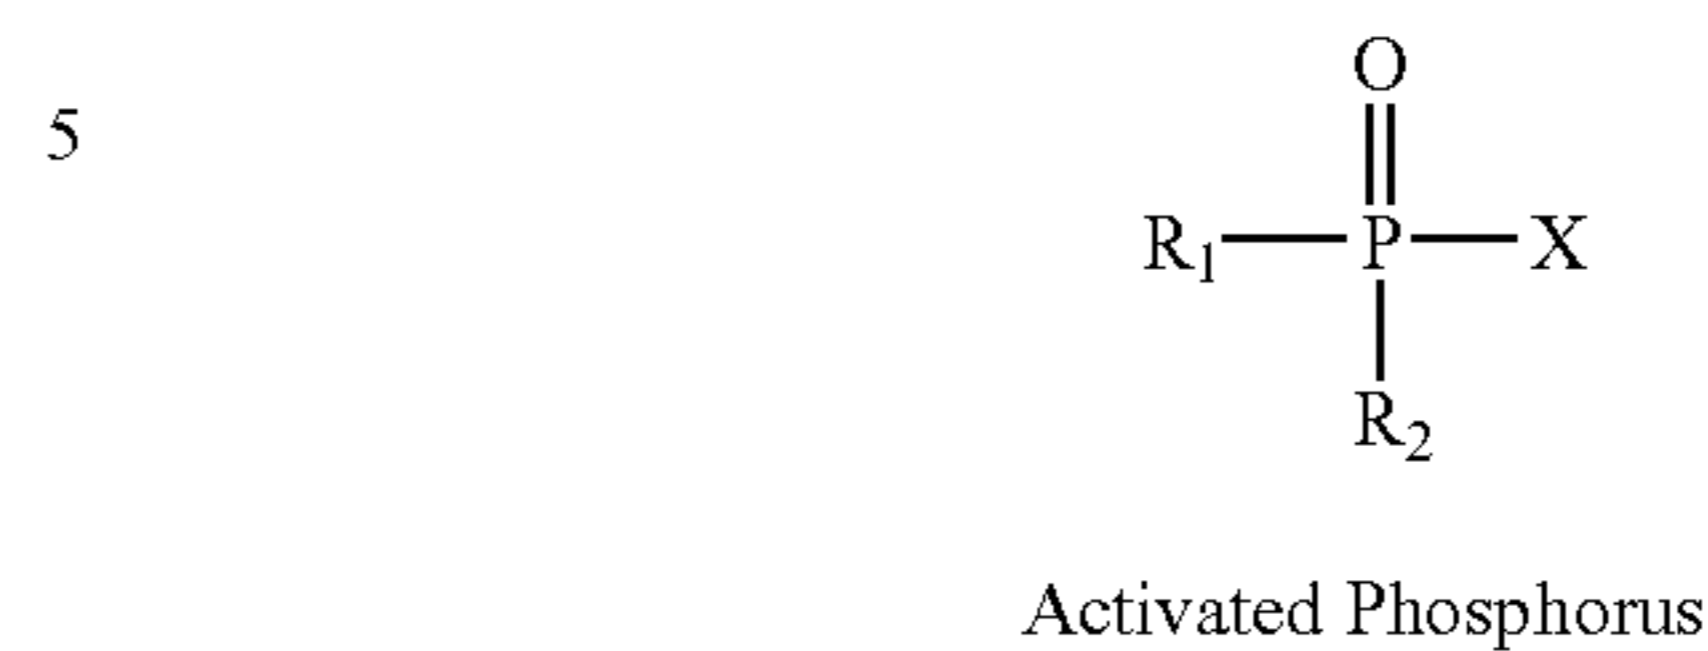 O
5
R₁—P—X
R₂
Activated Phosphorus